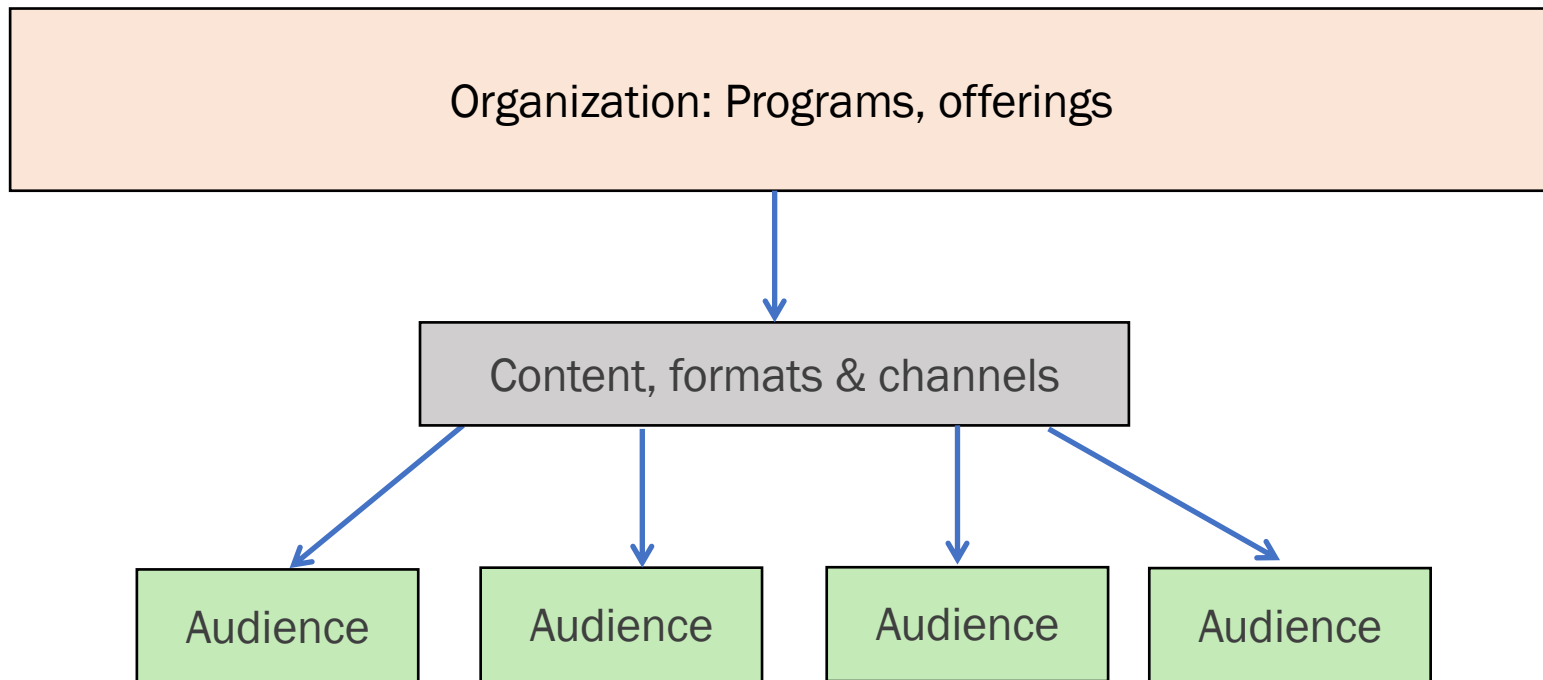 Organization: Programs, offerings
Content, formats & channels
Audience
Audience
Audience
Audience